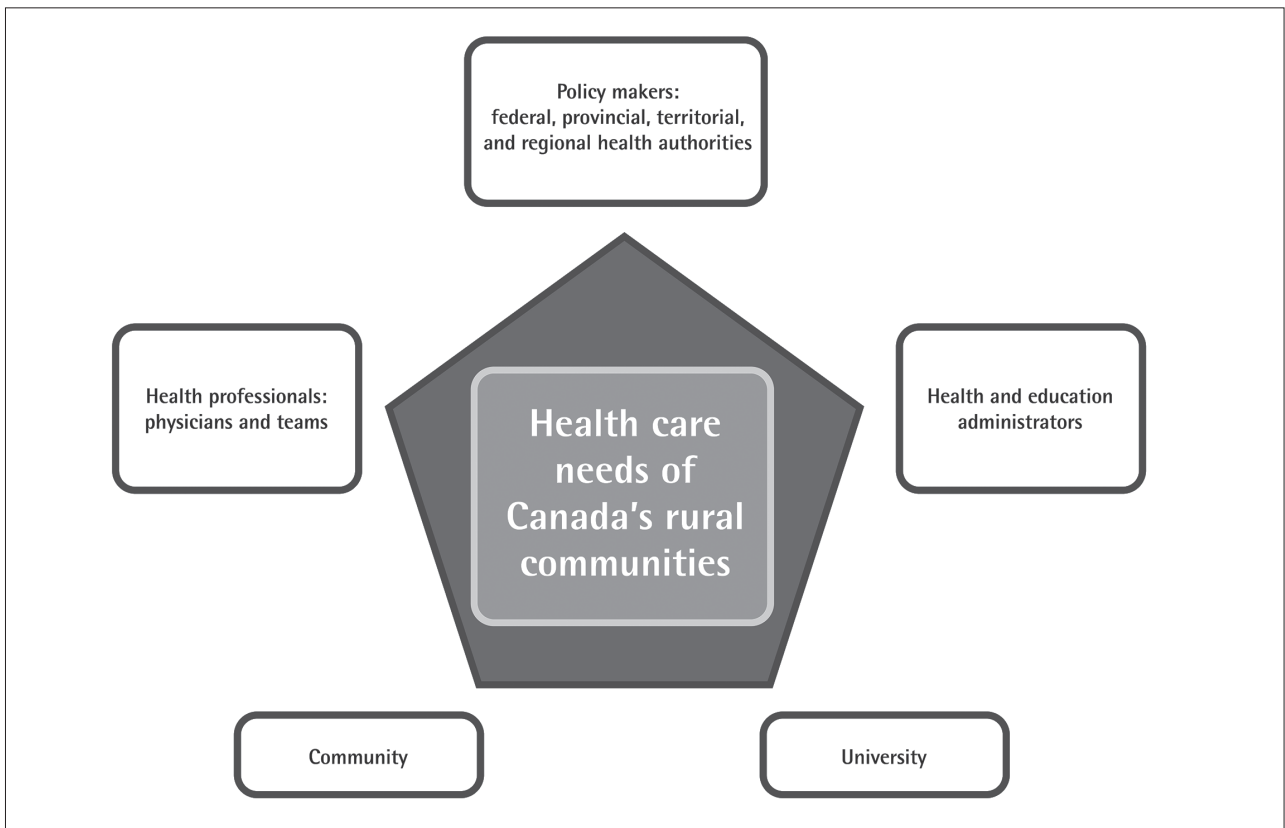 Policy makers:
federal, provincial, territorial,
and regional health authorities
Health professionals:
physicians and teams
Health and education
administrators
Health care
needs of
Canada's rural
communities
Community
University